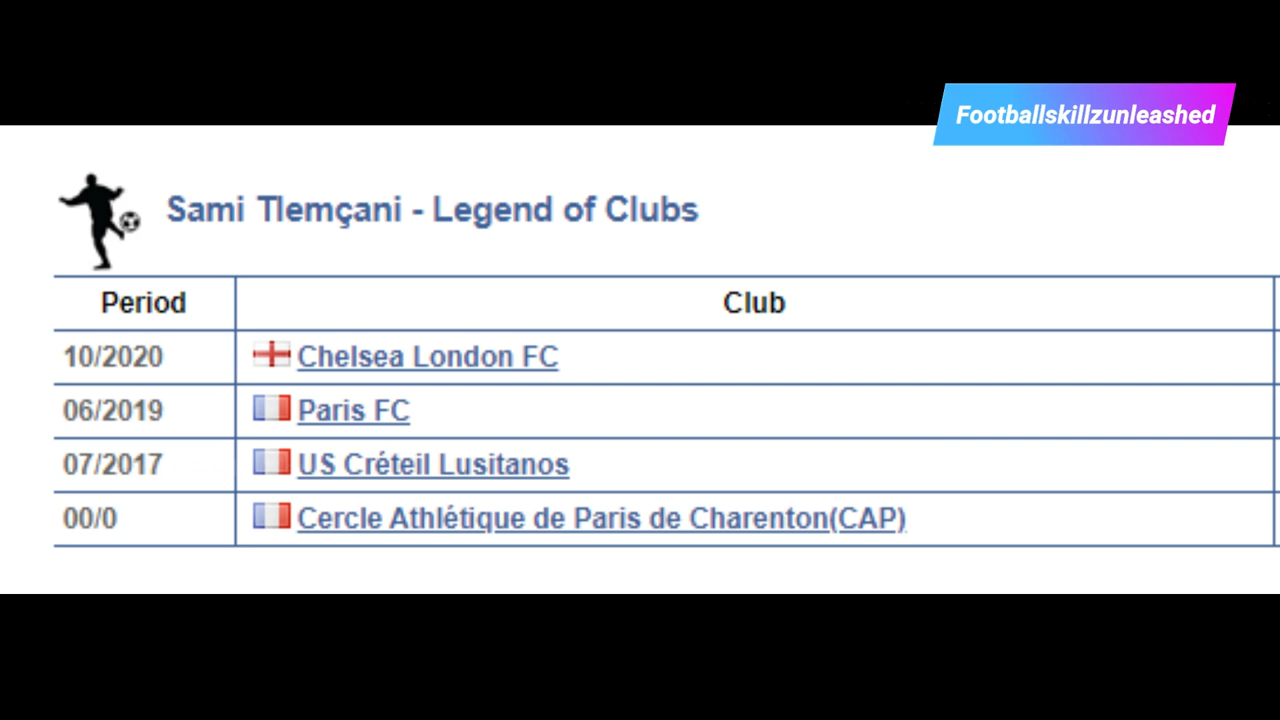 Footballskillzunleashed
Sami Tlemçani - Legend of Clubs
Period Club
10/2020 Chelsea London FC
06/2019 Paris FC
07/2017 US Créteil Lusitanos
00/0 Cercle Athlétique de Paris de Charenton(CAP)